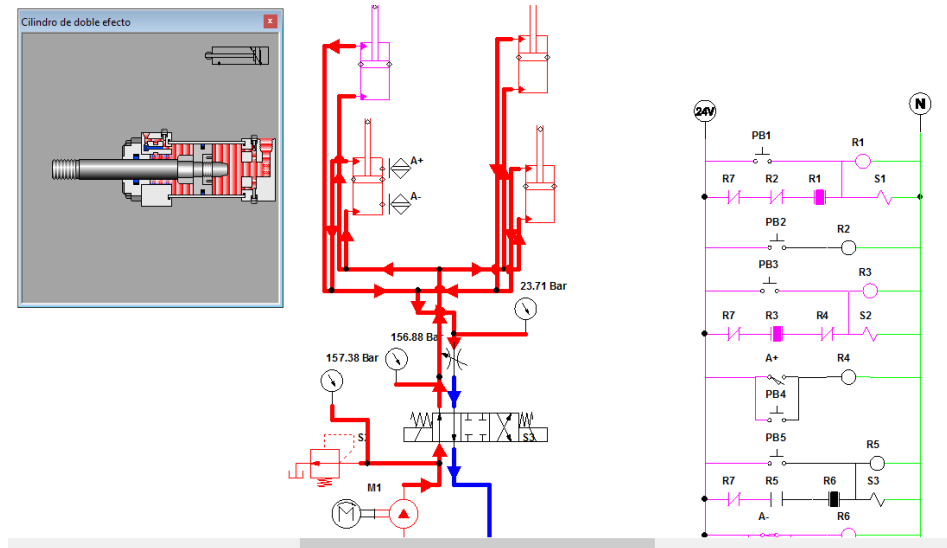 Cilindro de doble efecto
x
A+
A-
23.71 Bar
156.88 Bar
157.38 Bar
S2
S3
M1
M
24V
N
PB1
R1
R7
R2
R1
S1
PB2
R2
PB3
R3
R7
R3
R4
S2
A+
R4
PB4
PB5
R5
R7
R5
R6
S3
A-
R6